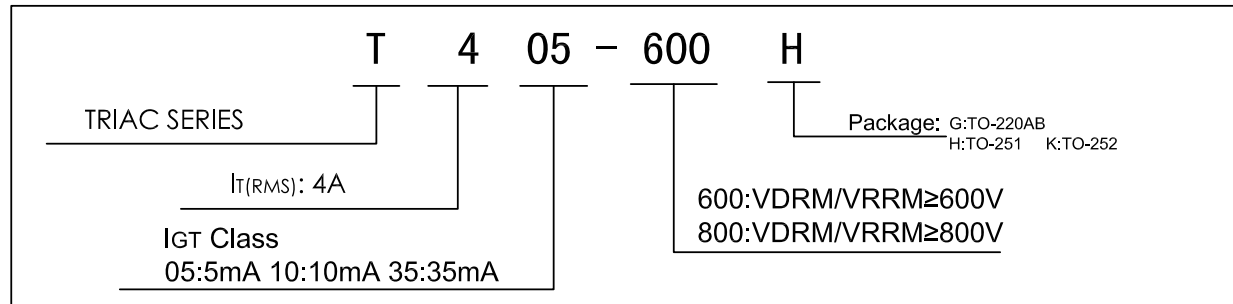 T 4 05 - 600 H
TRIAC SERIES
Package: G:TO-220AB
H:TO-251 K:TO-252
IT(RMS): 4A
600:VDRM/VRRM≥600V
800:VDRM/VRRM≥800V
IGT Class
05:5mA 10:10mA 35:35mA